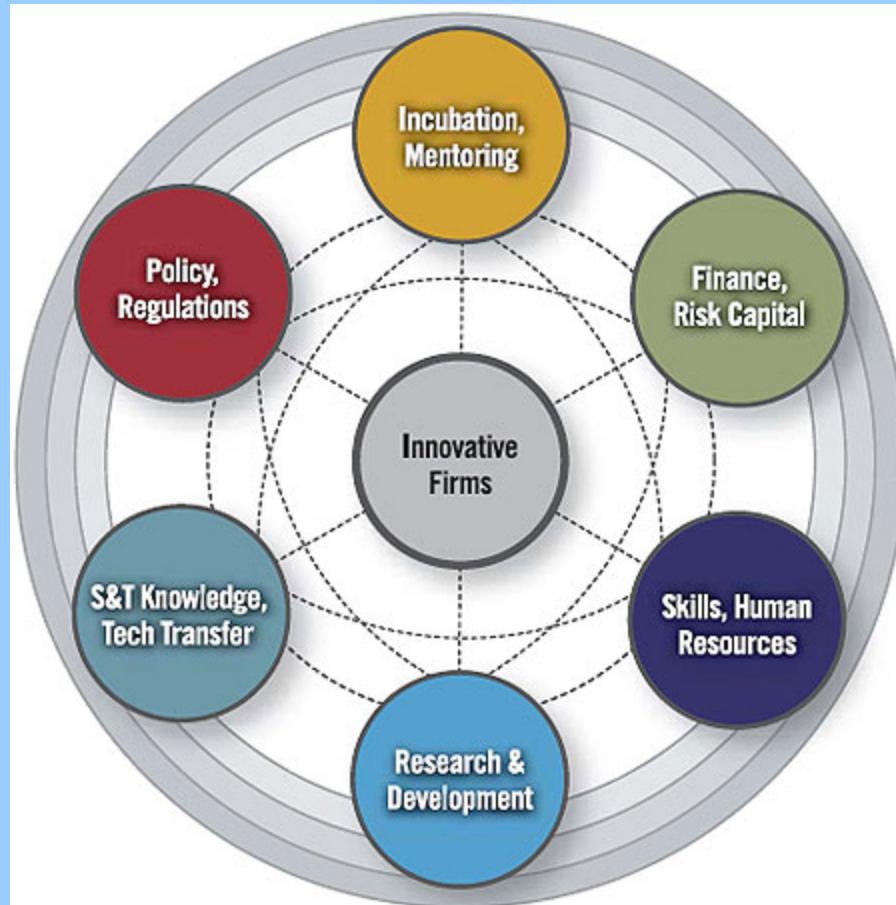 Incubation,
Mentoring
Policy,
Regulations
Finance,
Risk Capital
Innovative
Firms
S&T Knowledge,
Tech Transfer
Skills, Human
Resources
Research &
Development